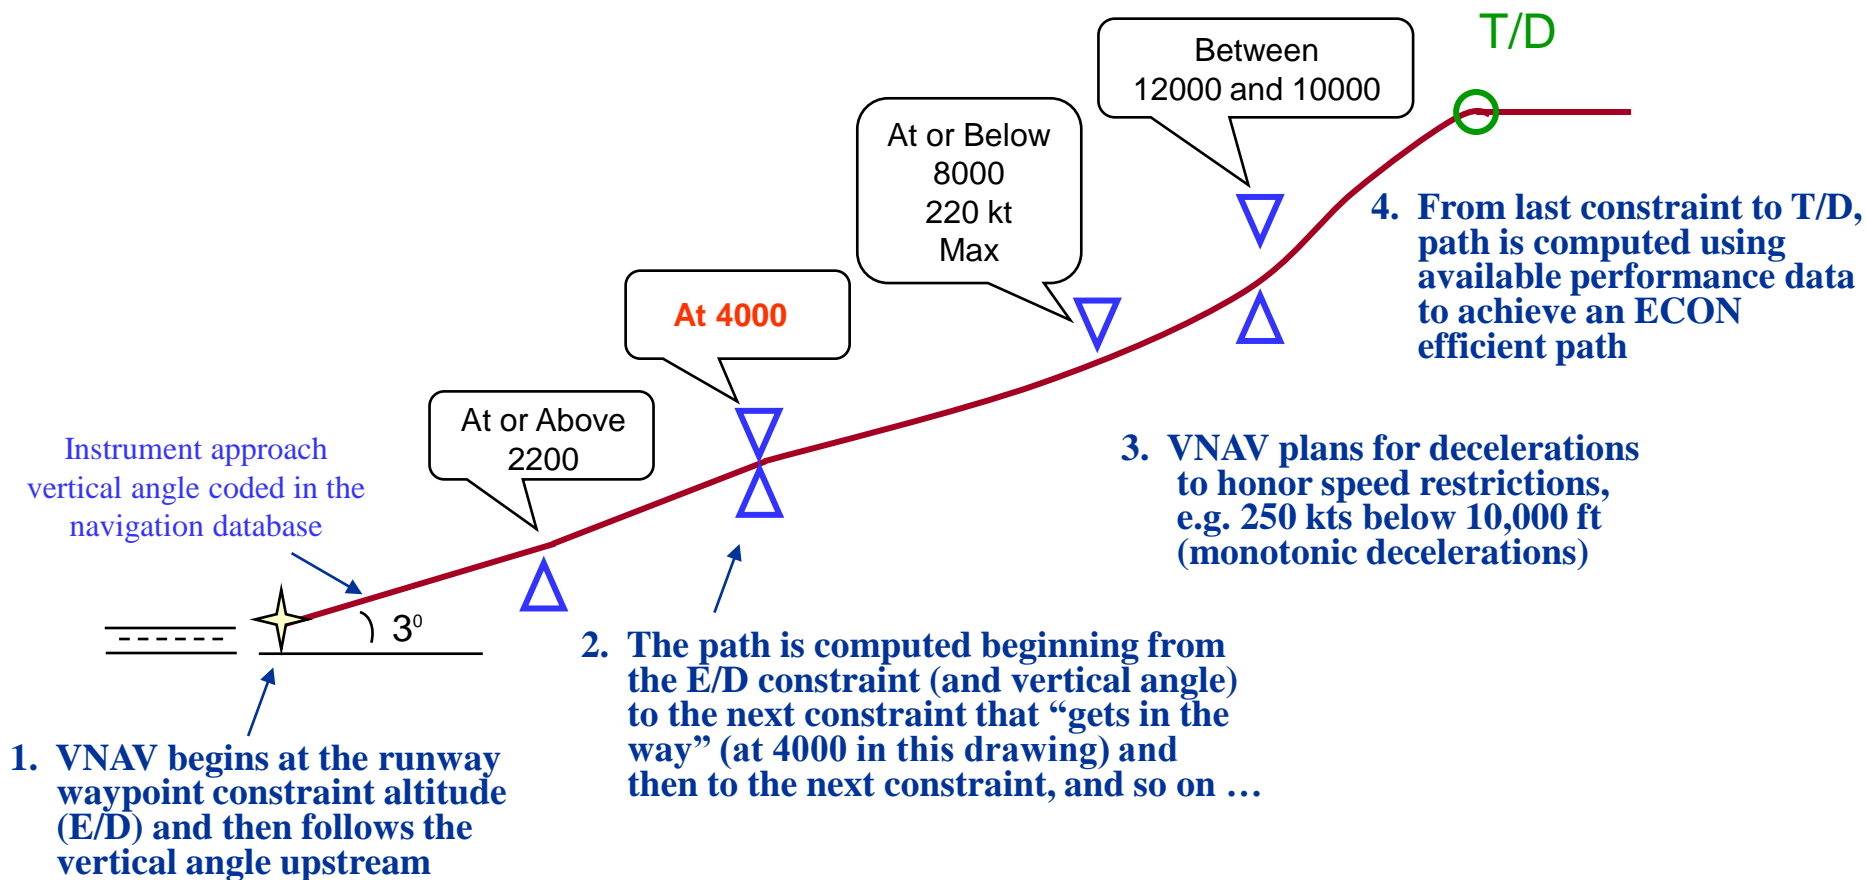 T/D
Between
12000 and 10000
At or Below
8000
220 kt
Max
4. From last constraint to T/D,
path is computed using
available performance data
to achieve an ECON
efficient path
At 4000
At or Above
2200
Instrument approach
vertical angle coded in the
navigation database
3. VNAV plans for decelerations
to honor speed restrictions,
e.g. 250 kts below 10,000 ft
(monotonic decelerations)
3⁰
2. The path is computed beginning from
the E/D constraint (and vertical angle)
to the next constraint that “gets in the
way” (at 4000 in this drawing) and
then to the next constraint, and so on …
1. VNAV begins at the runway
waypoint constraint altitude
(E/D) and then follows the
vertical angle upstream